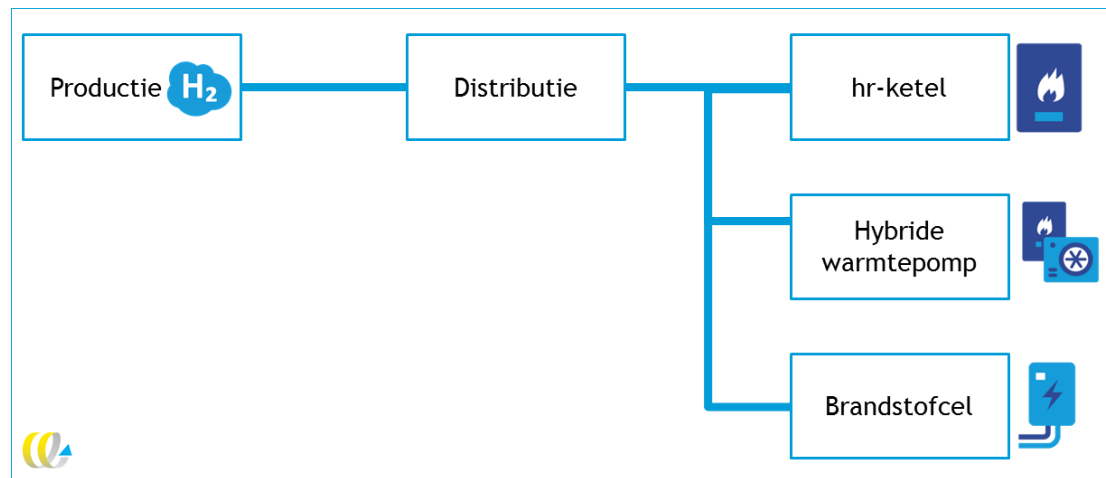 Productie H₂
Distributie
hr-ketel
Hybride
warmtepomp
Brandstofcel